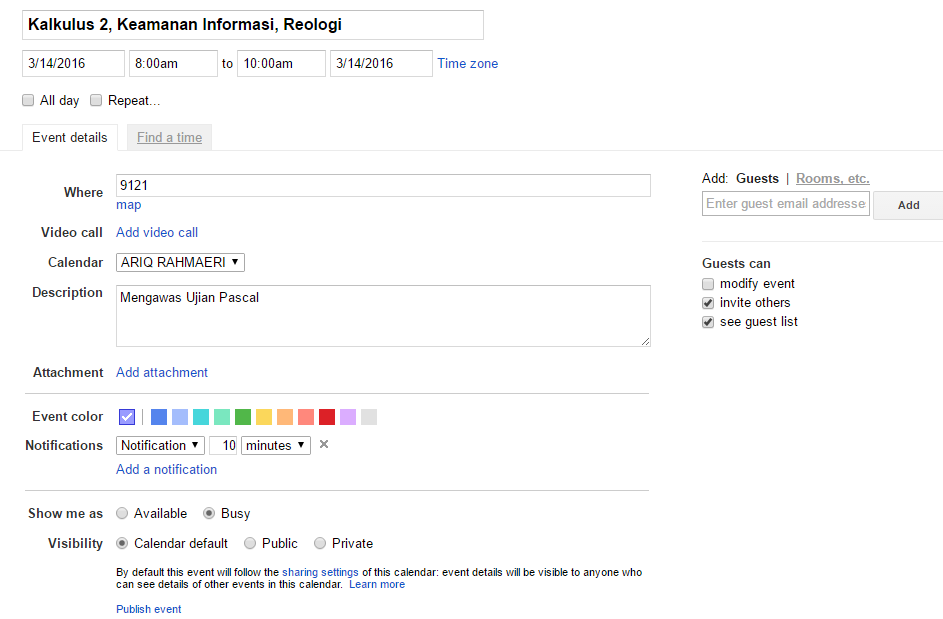 Kalkulus 2, Keamanan Informasi, Reologi
3/14/2016 8:00am to 10:00am 3/14/2016 Time zone
All day Repeat...
Event details Find a time
Where 9121
map
Video call Add video call
Calendar ARIQ RAHMAERI
Description Mengawas Ujian Pascal
Attachment Add attachment
Event color
Notifications Notification 10 minutes ×
Add a notification
Show me as Available Busy
Visibility Calendar default Public Private
By default this event will follow the sharing settings of this calendar: event details will be visible to anyone who
can see details of other events in this calendar. Learn more
Publish event
Add: Guests | Rooms, etc.
Enter guest email addresse Add
Guests can
modify event
invite others
see guest list